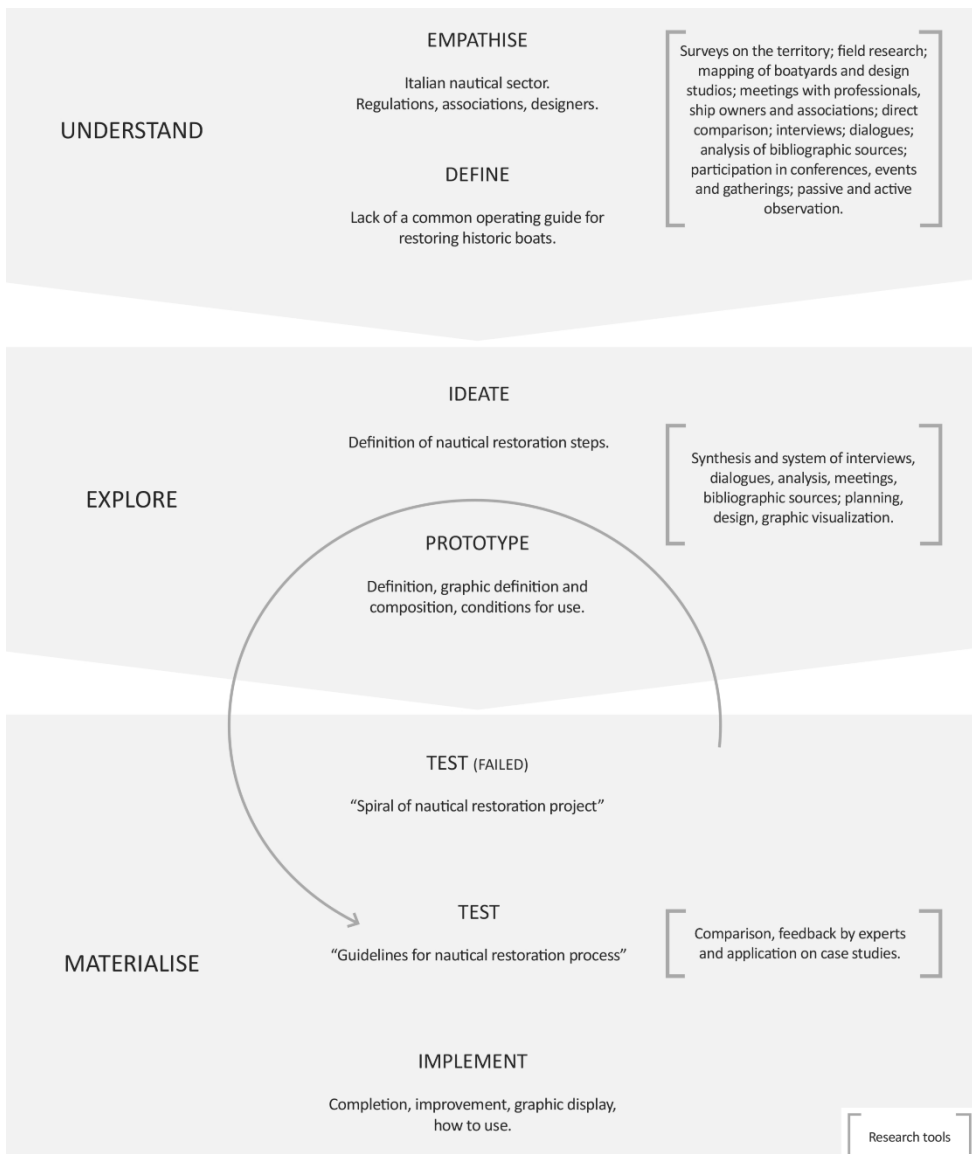 UNDERSTAND
EMPATHISE
Italian nautical sector.
Regulations, associations, designers.
DEFINE
Lack of a common operating guide for
restoring historic boats.
Surveys on the territory; field research;
mapping of boatyards and design
studios; meetings with professionals,
ship owners and associations; direct
comparison; interviews; dialogues;
analysis of bibliographic sources;
participation in conferences, events
and gatherings; passive and active
observation.
EXPLORE
IDEATE
Definition of nautical restoration steps.
PROTOTYPE
Definition, graphic definition and
composition, conditions for use.
Synthesis and system of interviews,
dialogues, analysis, meetings,
bibliographic sources; planning,
design, graphic visualization.
MATERIALISE
TEST (FAILED)
“Spiral of nautical restoration project”
TEST
“Guidelines for nautical restoration process”
Comparison, feedback by experts
and application on case studies.
IMPLEMENT
Completion, improvement, graphic display,
how to use.
Research tools